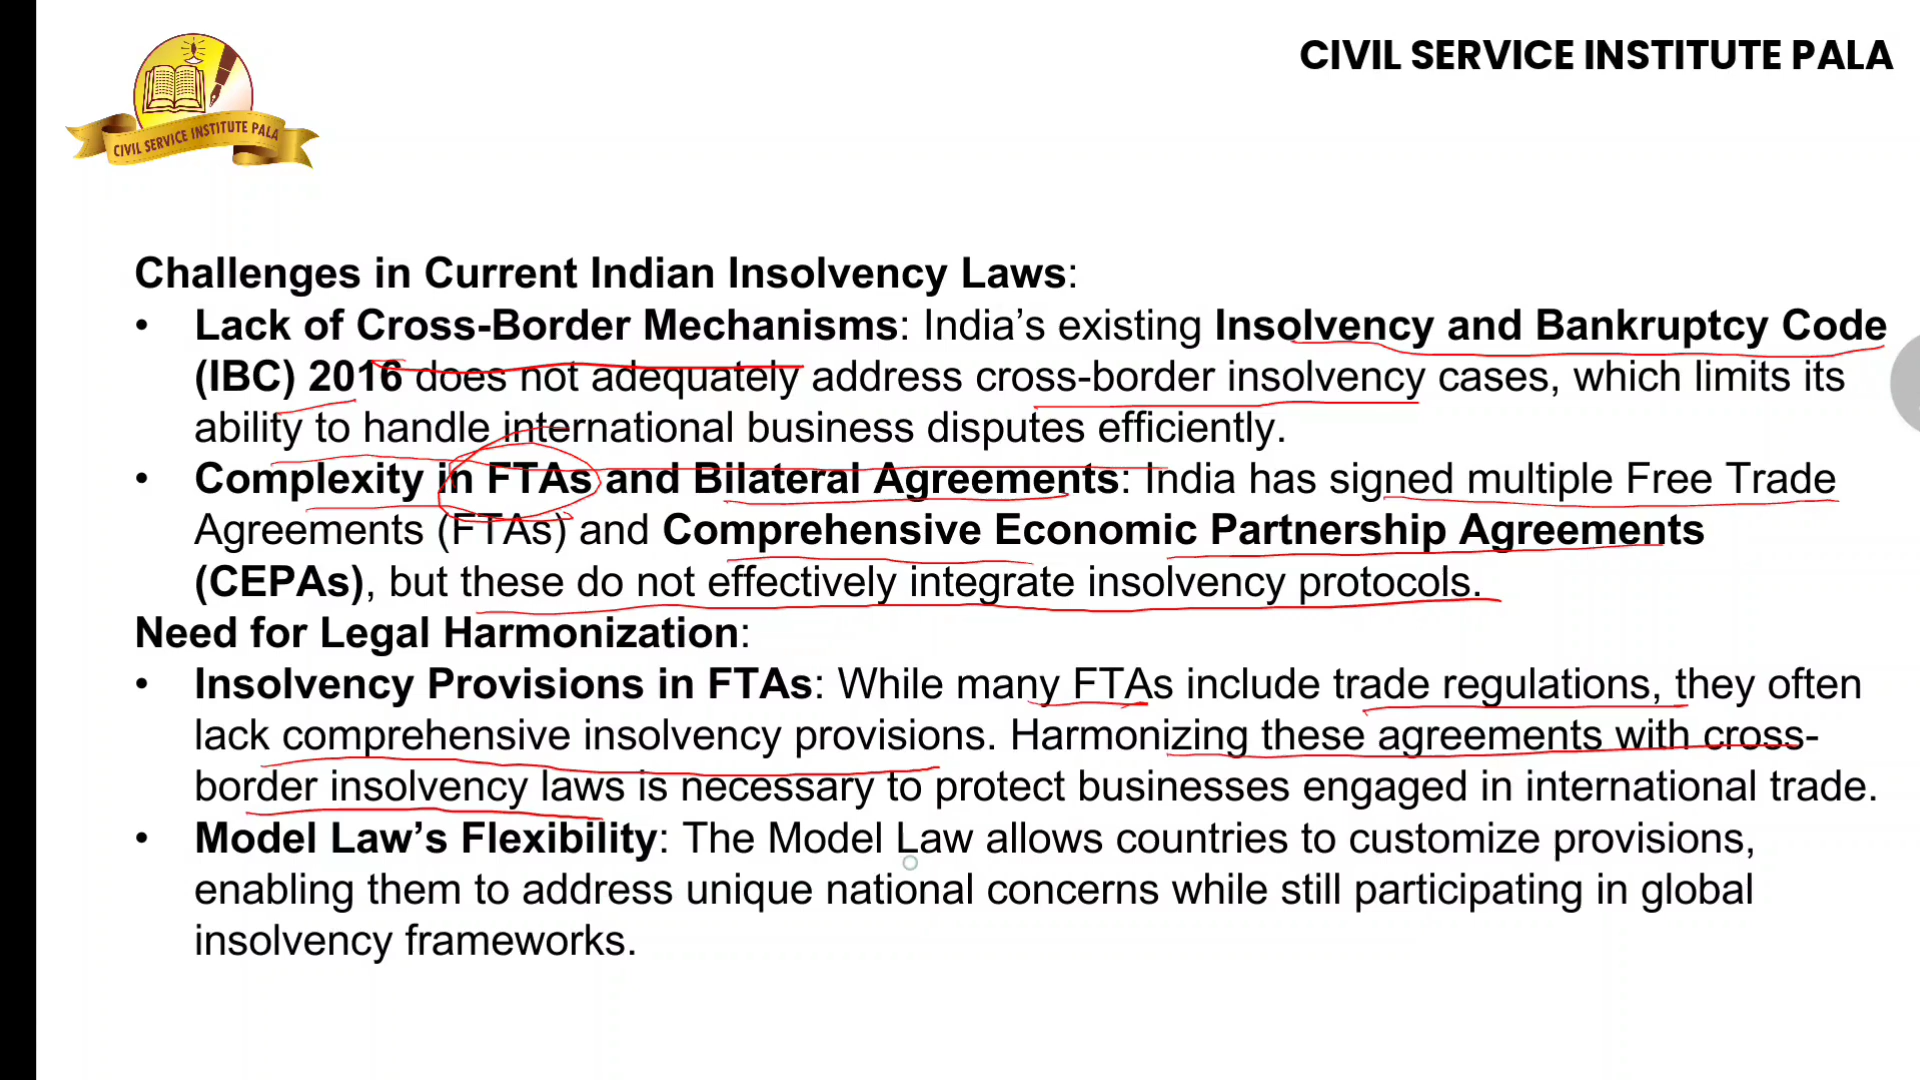 CIVIL SERVICE INSTITUTE PALA
CIVIL SERVICE INSTITUTE PALA
Challenges in Current Indian Insolvency Laws:
• Lack of Cross-Border Mechanisms: India’s existing Insolvency and Bankruptcy Code
(IBC) 2016 does not adequately address cross-border insolvency cases, which limits its
ability to handle international business disputes efficiently.
• Complexity in FTAs and Bilateral Agreements: India has signed multiple Free Trade
Agreements (FTAs) and Comprehensive Economic Partnership Agreements
(CEPAs), but these do not effectively integrate insolvency protocols.
Need for Legal Harmonization:
• Insolvency Provisions in FTAs: While many FTAs include trade regulations, they often
lack comprehensive insolvency provisions. Harmonizing these agreements with cross-
border insolvency laws is necessary to protect businesses engaged in international trade.
• Model Law’s Flexibility: The Model Law allows countries to customize provisions,
enabling them to address unique national concerns while still participating in global
insolvency frameworks.